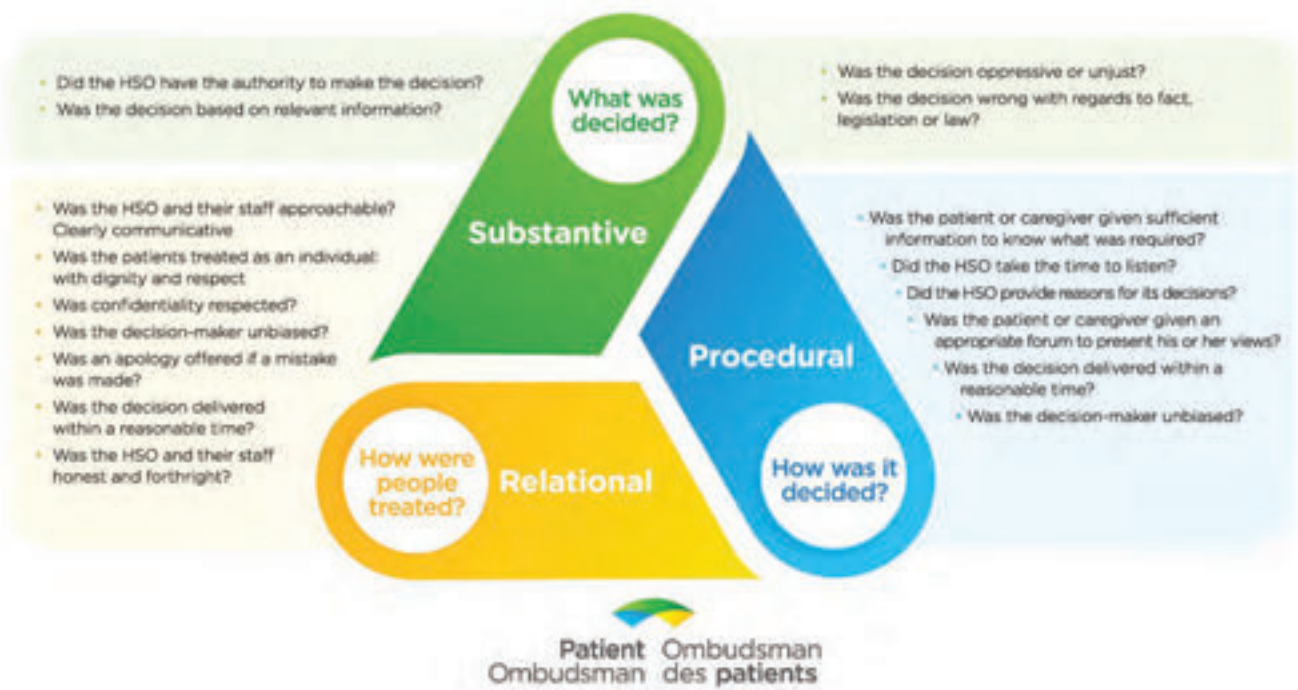 Did the HSO have the authority to make the decision?
Was the decision based on relevant information?
What was
decided?
Was the decision oppressive or unjust?
Was the decision wrong with regards to fact,
legislation or law?
Substantive
Was the HSO and their staff approachable?
Clearly communicative
Was the patients treated as an individual:
with dignity and respect
Was confidentiality respected?
Was the decision-maker unbiased?
Was an apology offered if a mistake
was made?
Was the decision delivered
within a reasonable time?
Was the HSO and their staff
honest and forthright?
How were
people
treated?
Relational
Procedural
How was it
decided?
Was the patient or caregiver given sufficient
information to know what was required?
Did the HSO take the time to listen?
Did the HSO provide reasons for its decisions?
Was the patient or caregiver given an
appropriate forum to present his or her views?
Was the decision delivered within a
reasonable time?
Was the decision-maker unbiased?
Patient Ombudsman
Ombudsman des patients